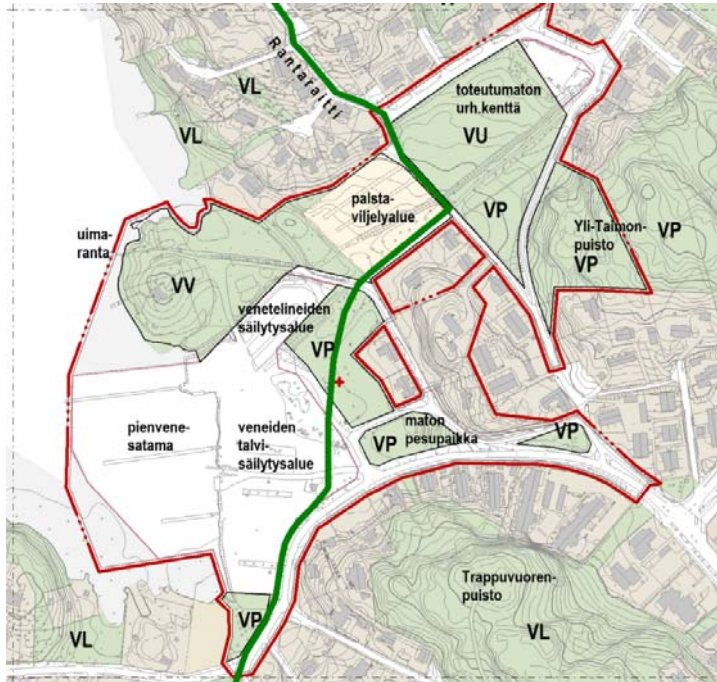 Rantaraitti
VL
VL
toteutumaton
urh.kenttä
VU
palsta-
viljelyalue
VP
Yli-Taimon-
puisto
VP
VP
uima-
ranta
VV
venetelineiden
säilytysalue
VP
pienvene-
satama
veneiden
talvi-
säilytysalue
maton
pesupaikka
VP
VP
Trappuvuoren-
puisto
VL
VP
VL